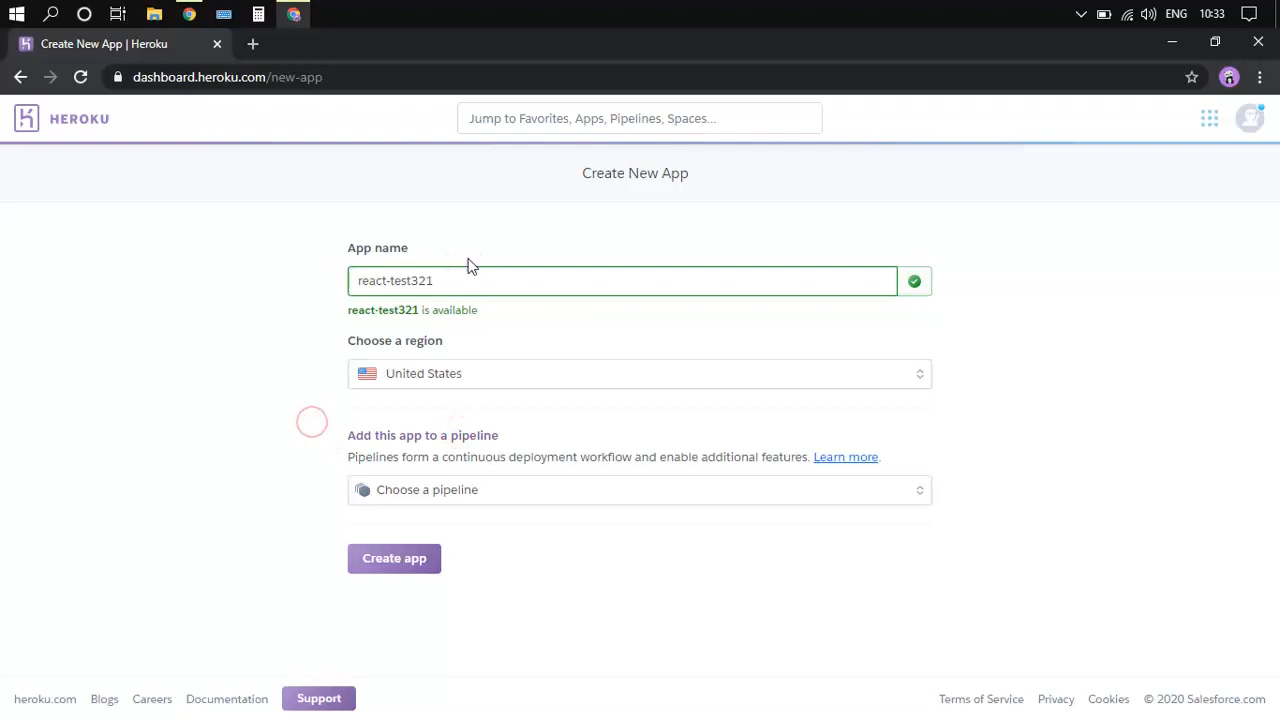 ENG 10:33
Create New App | Heroku
dashboard.heroku.com/new-app
HEROKU
Jump to Favorites, Apps, Pipelines, Spaces...
Create New App
App name
react-test321
react-test321 is available
Choose a region
United States
Add this app to a pipeline
Pipelines form a continuous deployment workflow and enable additional features. Learn more.
Choose a pipeline
Create app
heroku.com Blogs Careers Documentation Support Terms of Service Privacy Cookies © 2020 Salesforce.com